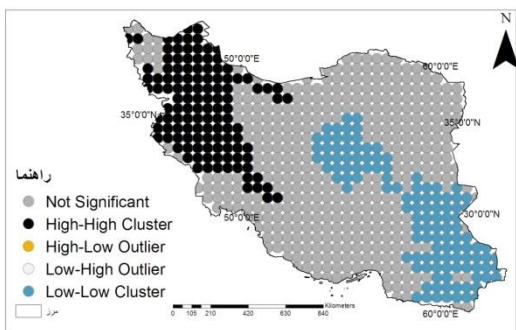 N
50°0'0"E
60°0'0"E
35°0'0"N
35°0'0"N
راهنما
Not Significant
High-High Cluster
High-Low Outlier
Low-High Outlier
Low-Low Cluster
مرز
30°0'0"N
50°0'0"E
60°0'0"E
Kilometers
0 105 210 420 630 840